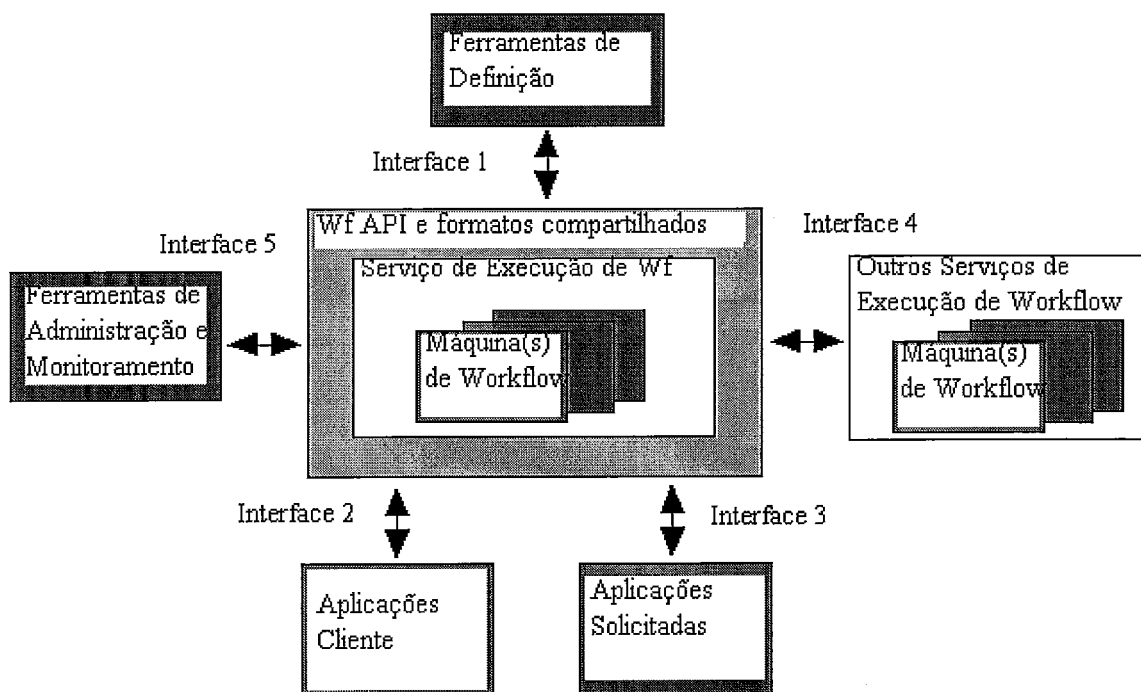 Ferramentas de
Definição
Interface 1
Wf API e formatos compartilhados
Interface 5
Interface 4
Serviço de Execução de Wf
Outros Serviços de
Execução de Workflow
Ferramentas de
Administração e
Monitoramento
Máquina(s)
de Workflow
Máquina(s)
de Workflow
Interface 2
Interface 3
Aplicações
Cliente
Aplicações
Solicitadas